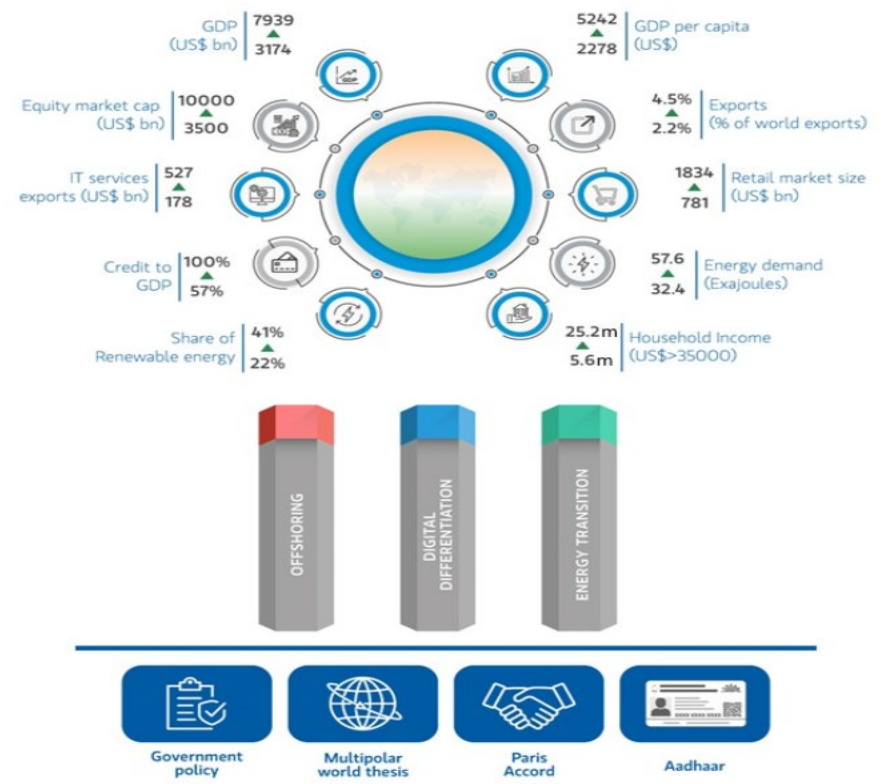 GDP
(US$ bn)
7939
3174
5242
2278
GDP per capita
(US$)
Equity market cap
(US$ bn)
10000
3500
4.5%
2.2%
Exports
(% of world exports)
IT services
exports (US$ bn)
527
178
1834
781
Retail market size
(US$ bn)
Credit to
GDP
100%
57%
57.6
32.4
Energy demand
(Exajoules)
Share of
Renewable energy
41%
22%
25.2m
5.6m
Household Income
(US$>35000)
GDP
OFFSHORING
DIGITAL
DIFFERENTIATION
ENERGY TRANSITION
Government
policy
Multipolar
world thesis
Paris
Accord
Aadhaar